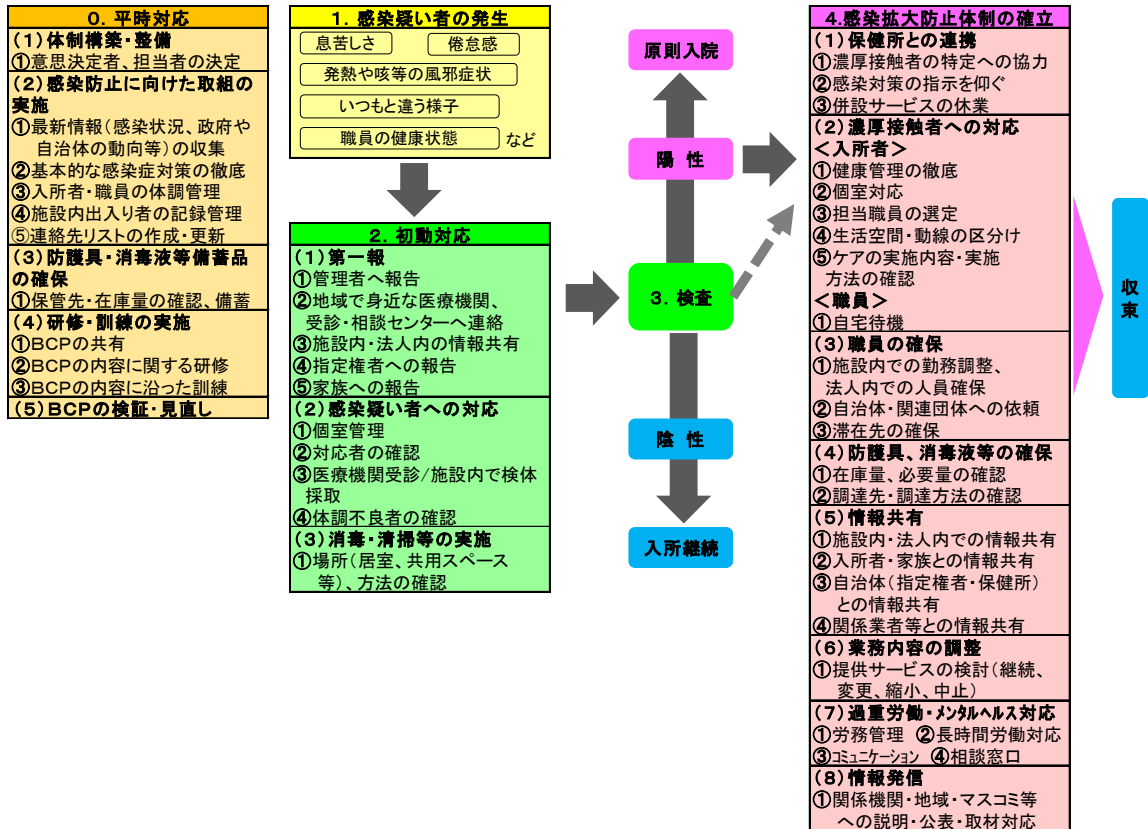 0. 平時対応
(1)体制構築・整備
①意思決定者、担当者の決定
(2)感染防止に向けた取組の
実施
①最新情報(感染状況、政府や
自治体の動向等)の収集
②基本的な感染症対策の徹底
③入所者・職員の体調管理
④施設内出入り者の記録管理
⑤連絡先リストの作成・更新
(3)防護具・消毒液等備蓄品
の確保
①保管先・在庫量の確認、備蓄
(4)研修・訓練の実施
①BCPの共有
②BCPの内容に関する研修
③BCPの内容に沿った訓練
(5)BCPの検証・見直し
1. 感染疑い者の発生
息苦しさ
倦怠感
発熱や咳等の風邪症状
いつもと違う様子
職員の健康状態 など
2. 初動対応
(1)第一報
①管理者へ報告
②地域で身近な医療機関、
受診・相談センターへ連絡
③施設内・法人内の情報共有
④指定権者への報告
⑤家族への報告
(2)感染疑い者への対応
①個室管理
②対応者の確認
③医療機関受診/施設内で検体
採取
④体調不良者の確認
(3)消毒・清掃等の実施
①場所(居室、共用スペース
等)、方法の確認
原則入院
陽 性
3. 検査
陰 性
入所継続
4.感染拡大防止体制の確立
(1)保健所との連携
①濃厚接触者の特定への協力
②感染対策の指示を仰ぐ
③併設サービスの休業
(2)濃厚接触者への対応
<入所者>
①健康管理の徹底
②個室対応
③担当職員の選定
④生活空間・動線の区分け
⑤ケアの実施内容・実施
方法の確認
<職員>
①自宅待機
(3)職員の確保
①施設内での勤務調整、
法人内での人員確保
②自治体・関連団体への依頼
③滞在先の確保
(4)防護具、消毒液等の確保
①在庫量、必要量の確認
②調達先・調達方法の確認
(5)情報共有
①施設内・法人内での情報共有
②入所者・家族との情報共有
③自治体(指定権者・保健所)
との情報共有
④関係業者等との情報共有
(6)業務内容の調整
①提供サービスの検討(継続、
変更、縮小、中止)
(7)過重労働・メンタルヘルス対応
①労務管理 ②長時間労働対応
③コミュニケーション ④相談窓口
(8)情報発信
①関係機関・地域・マスコミ等
への説明・公表・取材対応
収
束